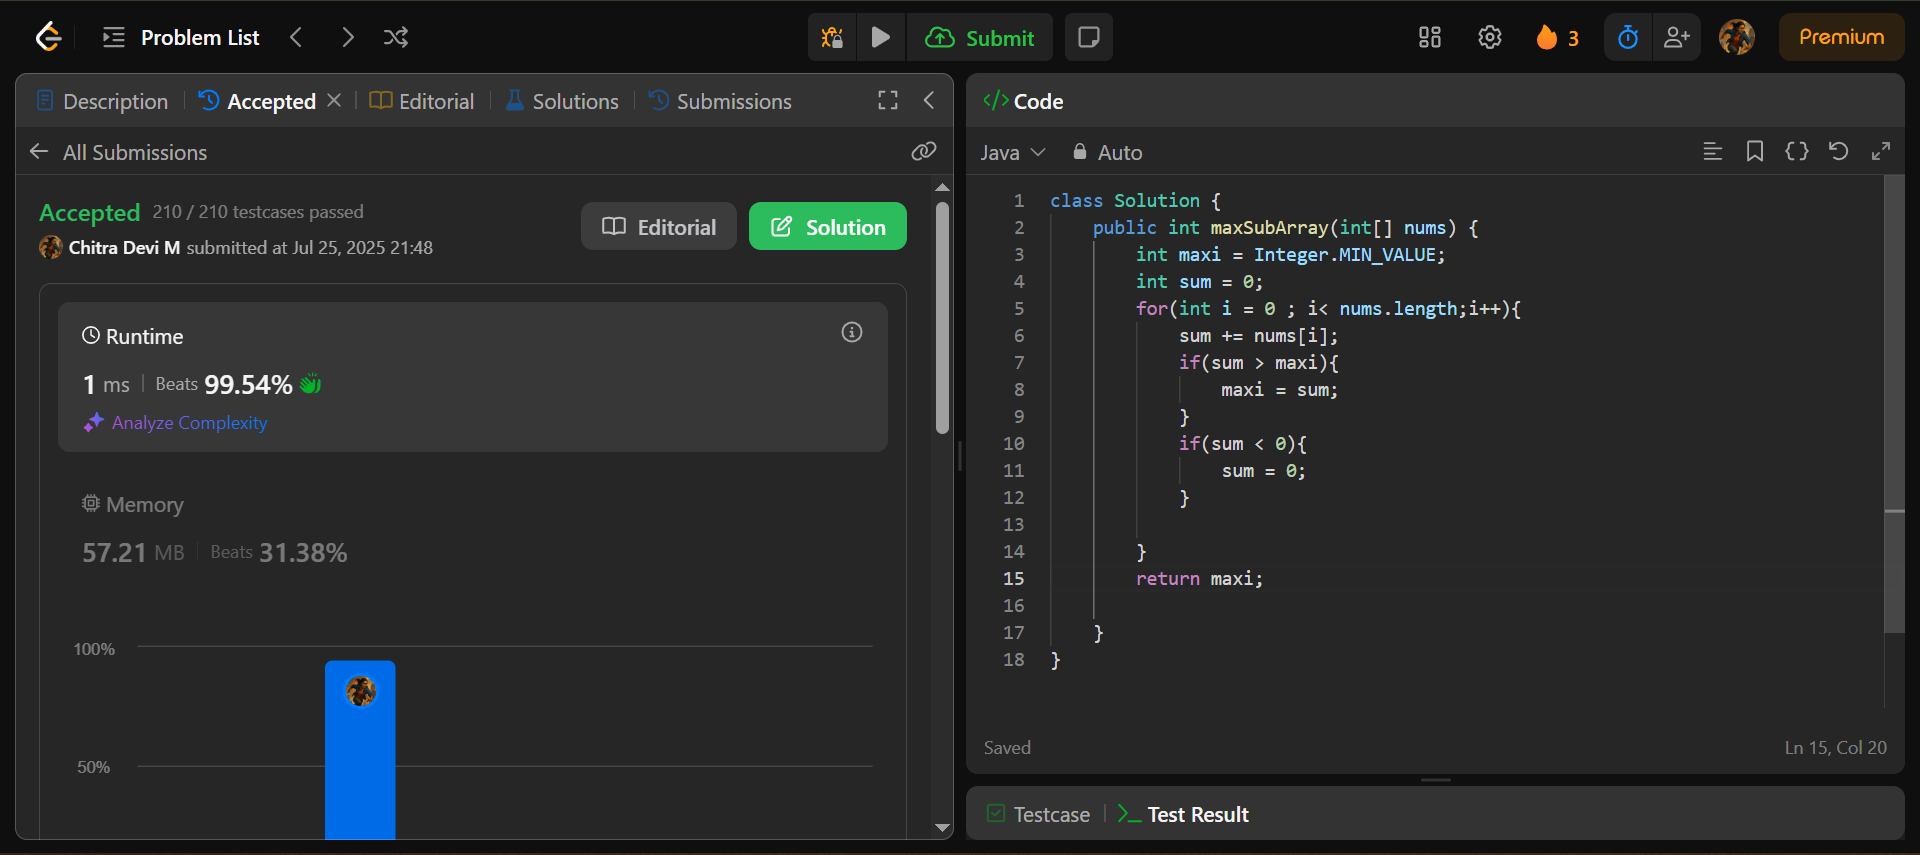 Problem List
Submit
3
Premium
Description
Accepted
Editorial
Solutions
Submissions
All Submissions
Accepted 210 / 210 testcases passed
Chitra Devi M submitted at Jul 25, 2025 21:48
Editorial
Solution
Runtime
1 ms Beats 99.54%
Analyze Complexity
Memory
57.21 MB Beats 31.38%
100%
50%
</> Code
Java Auto
1 class Solution {
2 public int maxSubArray(int[] nums) {
3 int maxi = Integer.MIN_VALUE;
4 int sum = 0;
5 for(int i = 0 ; i< nums.length;i++){
6 sum += nums[i];
7 if(sum > maxi){
8 maxi = sum;
9 }
10 if(sum < 0){
11 sum = 0;
12 }
13
14 }
15 return maxi;
16
17 }
18 }
Saved
Ln 15, Col 20
Testcase
Test Result